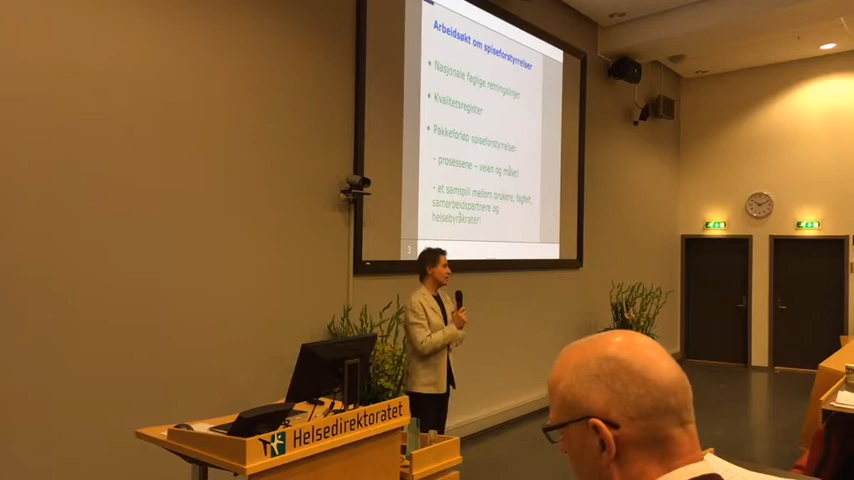 Arbeidsøkt om spiseforstyrrelser
• Nasjonale faglige retningslinjer
• Kvalitetsregister
• Pakkeforløp spiseforstyrrelser
- prosessene – veien og målet!
- et samspill mellom brukere, fagfelt,
samarbeidspartnere og
helsebyråkrater!
3
Helsedirektoratet